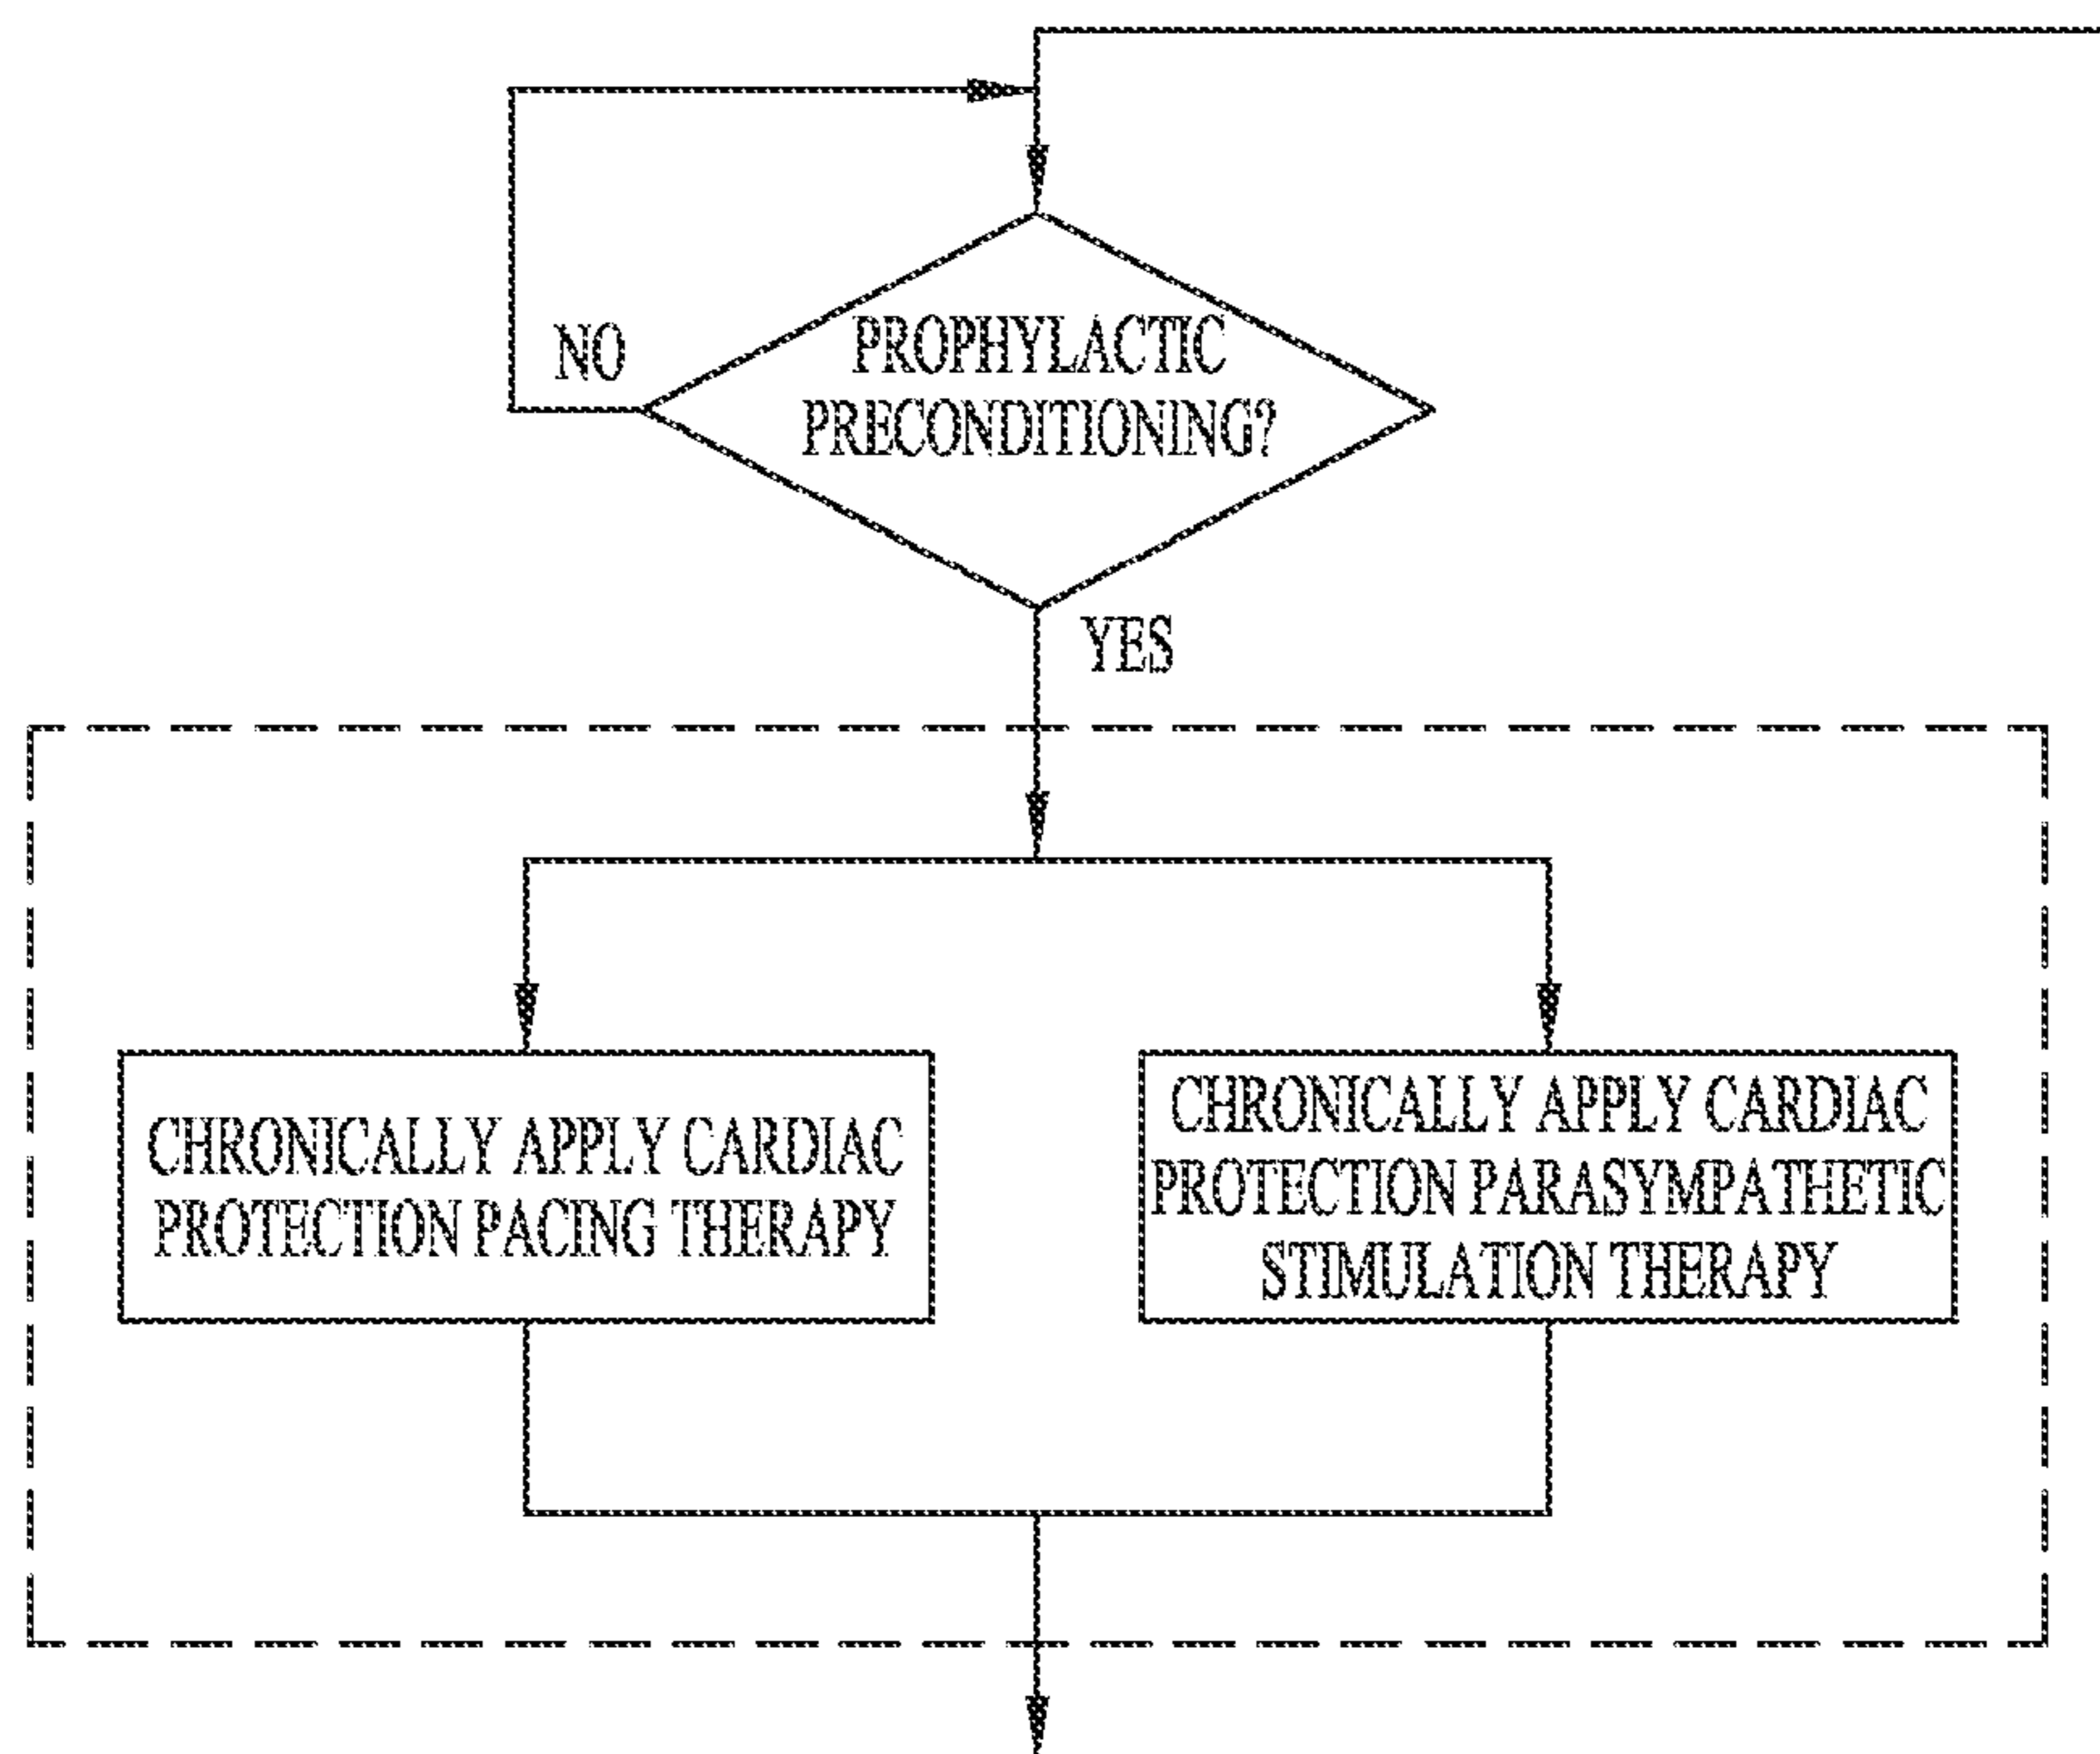 PROPHYLACTIC
PRECONDITIONING?
NO
YES
CHRONICALLY APPLY CARDIAC
PROTECTION PACING THERAPY
CHRONICALLY APPLY CARDIAC
PROTECTION PARASYMPATHETIC
STIMULATION THERAPY